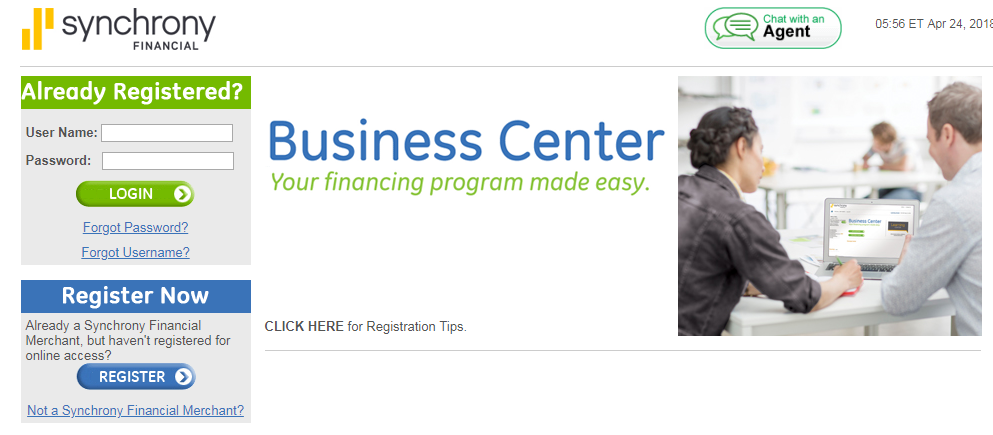 synchrony
FINANCIAL
Chat with an
Agent
05:56 ET Apr 24, 2018
Already Registered?
User Name:
Password:
LOGIN
Forgot Password?
Forgot Username?
Business Center
Your financing program made easy.
Business Center
CLICK HERE for Registration Tips.
Register Now
Already a Synchrony Financial
Merchant, but haven't registered for
online access?
REGISTER
Not a Synchrony Financial Merchant?